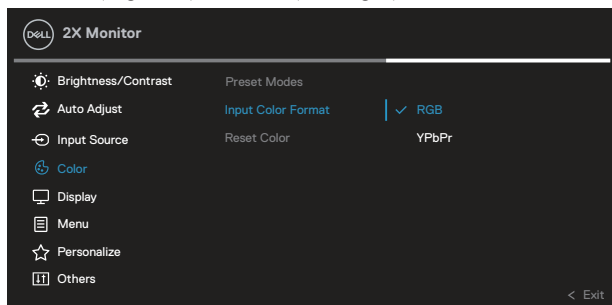 DELL 2X Monitor
Brightness/Contrast Preset Modes
Auto Adjust Input Color Format RGB
Input Source Reset Color YPbPr
Color
Display
Menu
Personalize
Others
< Exit